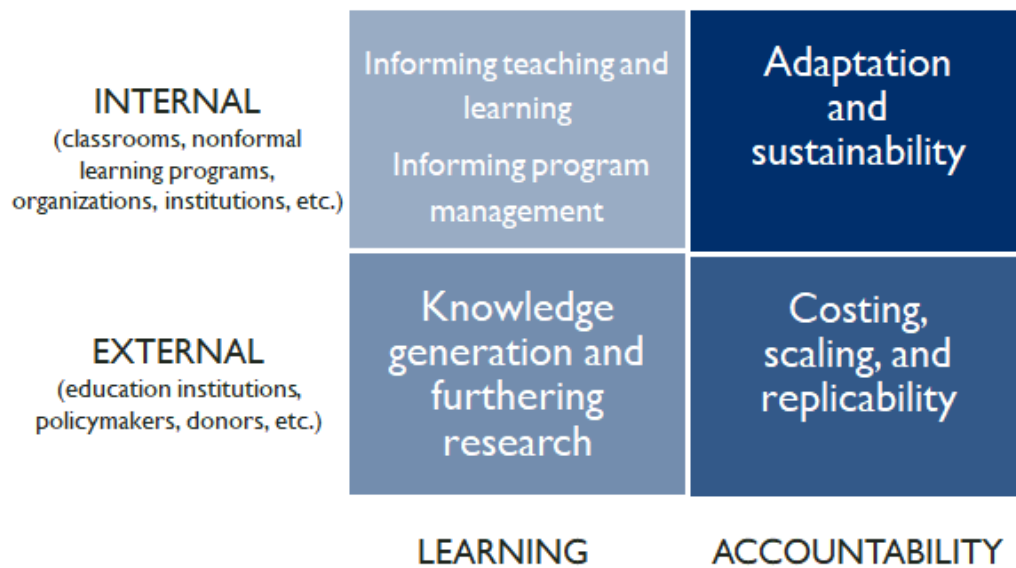 INTERNAL
(classrooms, nonformal
learning programs,
organizations, institutions, etc.)
Informing teaching and
learning
Informing program
management
Adaptation
and
sustainability
EXTERNAL
(education institutions,
policymakers, donors, etc.)
Knowledge
generation and
furthering
research
Costing,
scaling, and
replicability
LEARNING
ACCOUNTABILITY